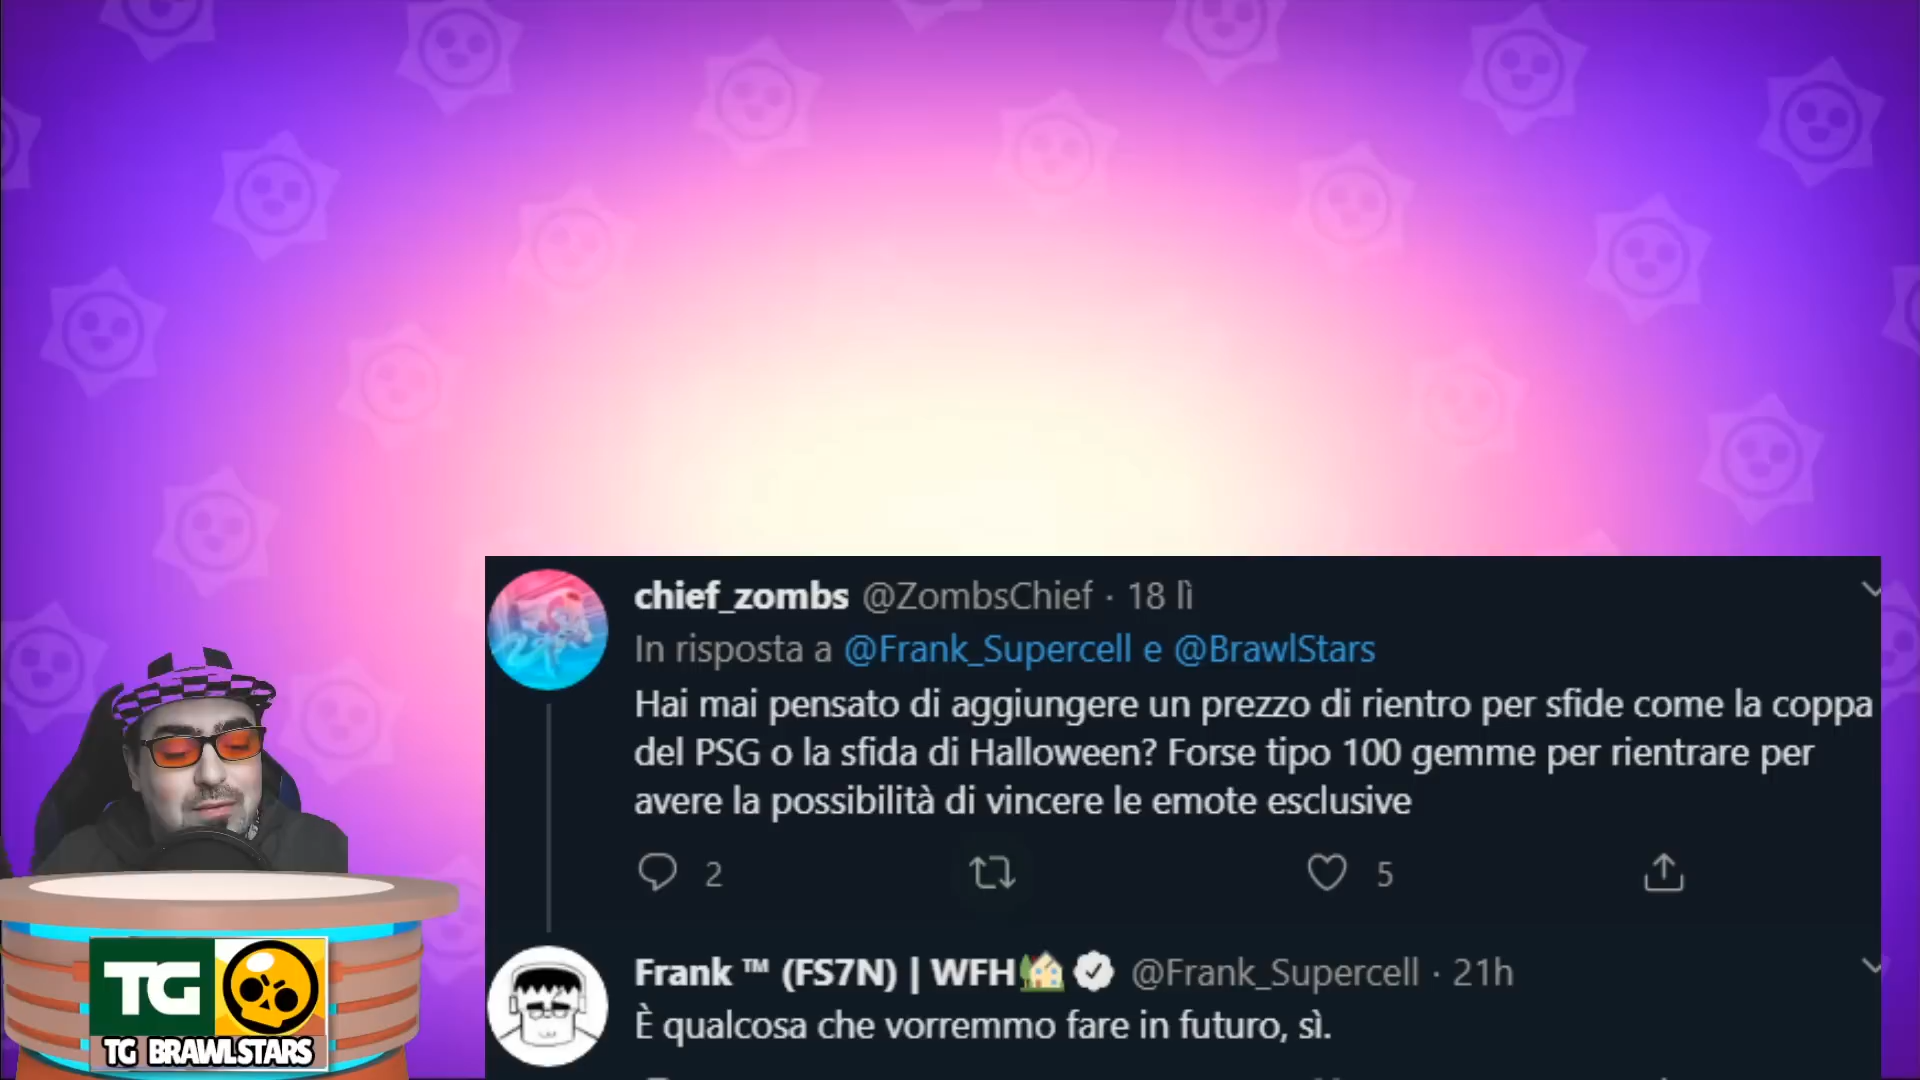 chief_zombs @ZombsChief · 18 lì
In risposta a @Frank_Supercell e @BrawlStars
Hai mai pensato di aggiungere un prezzo di rientro per sfide come la coppa
del PSG o la sfida di Halloween? Forse tipo 100 gemme per rientrare per
avere la possibilità di vincere le emote esclusive
2 5
Frank ™ (FS7N) | WFH🏡 @Frank_Supercell · 21h
È qualcosa che vorremmo fare in futuro, sì.
TG
TG BRAWLSTARS